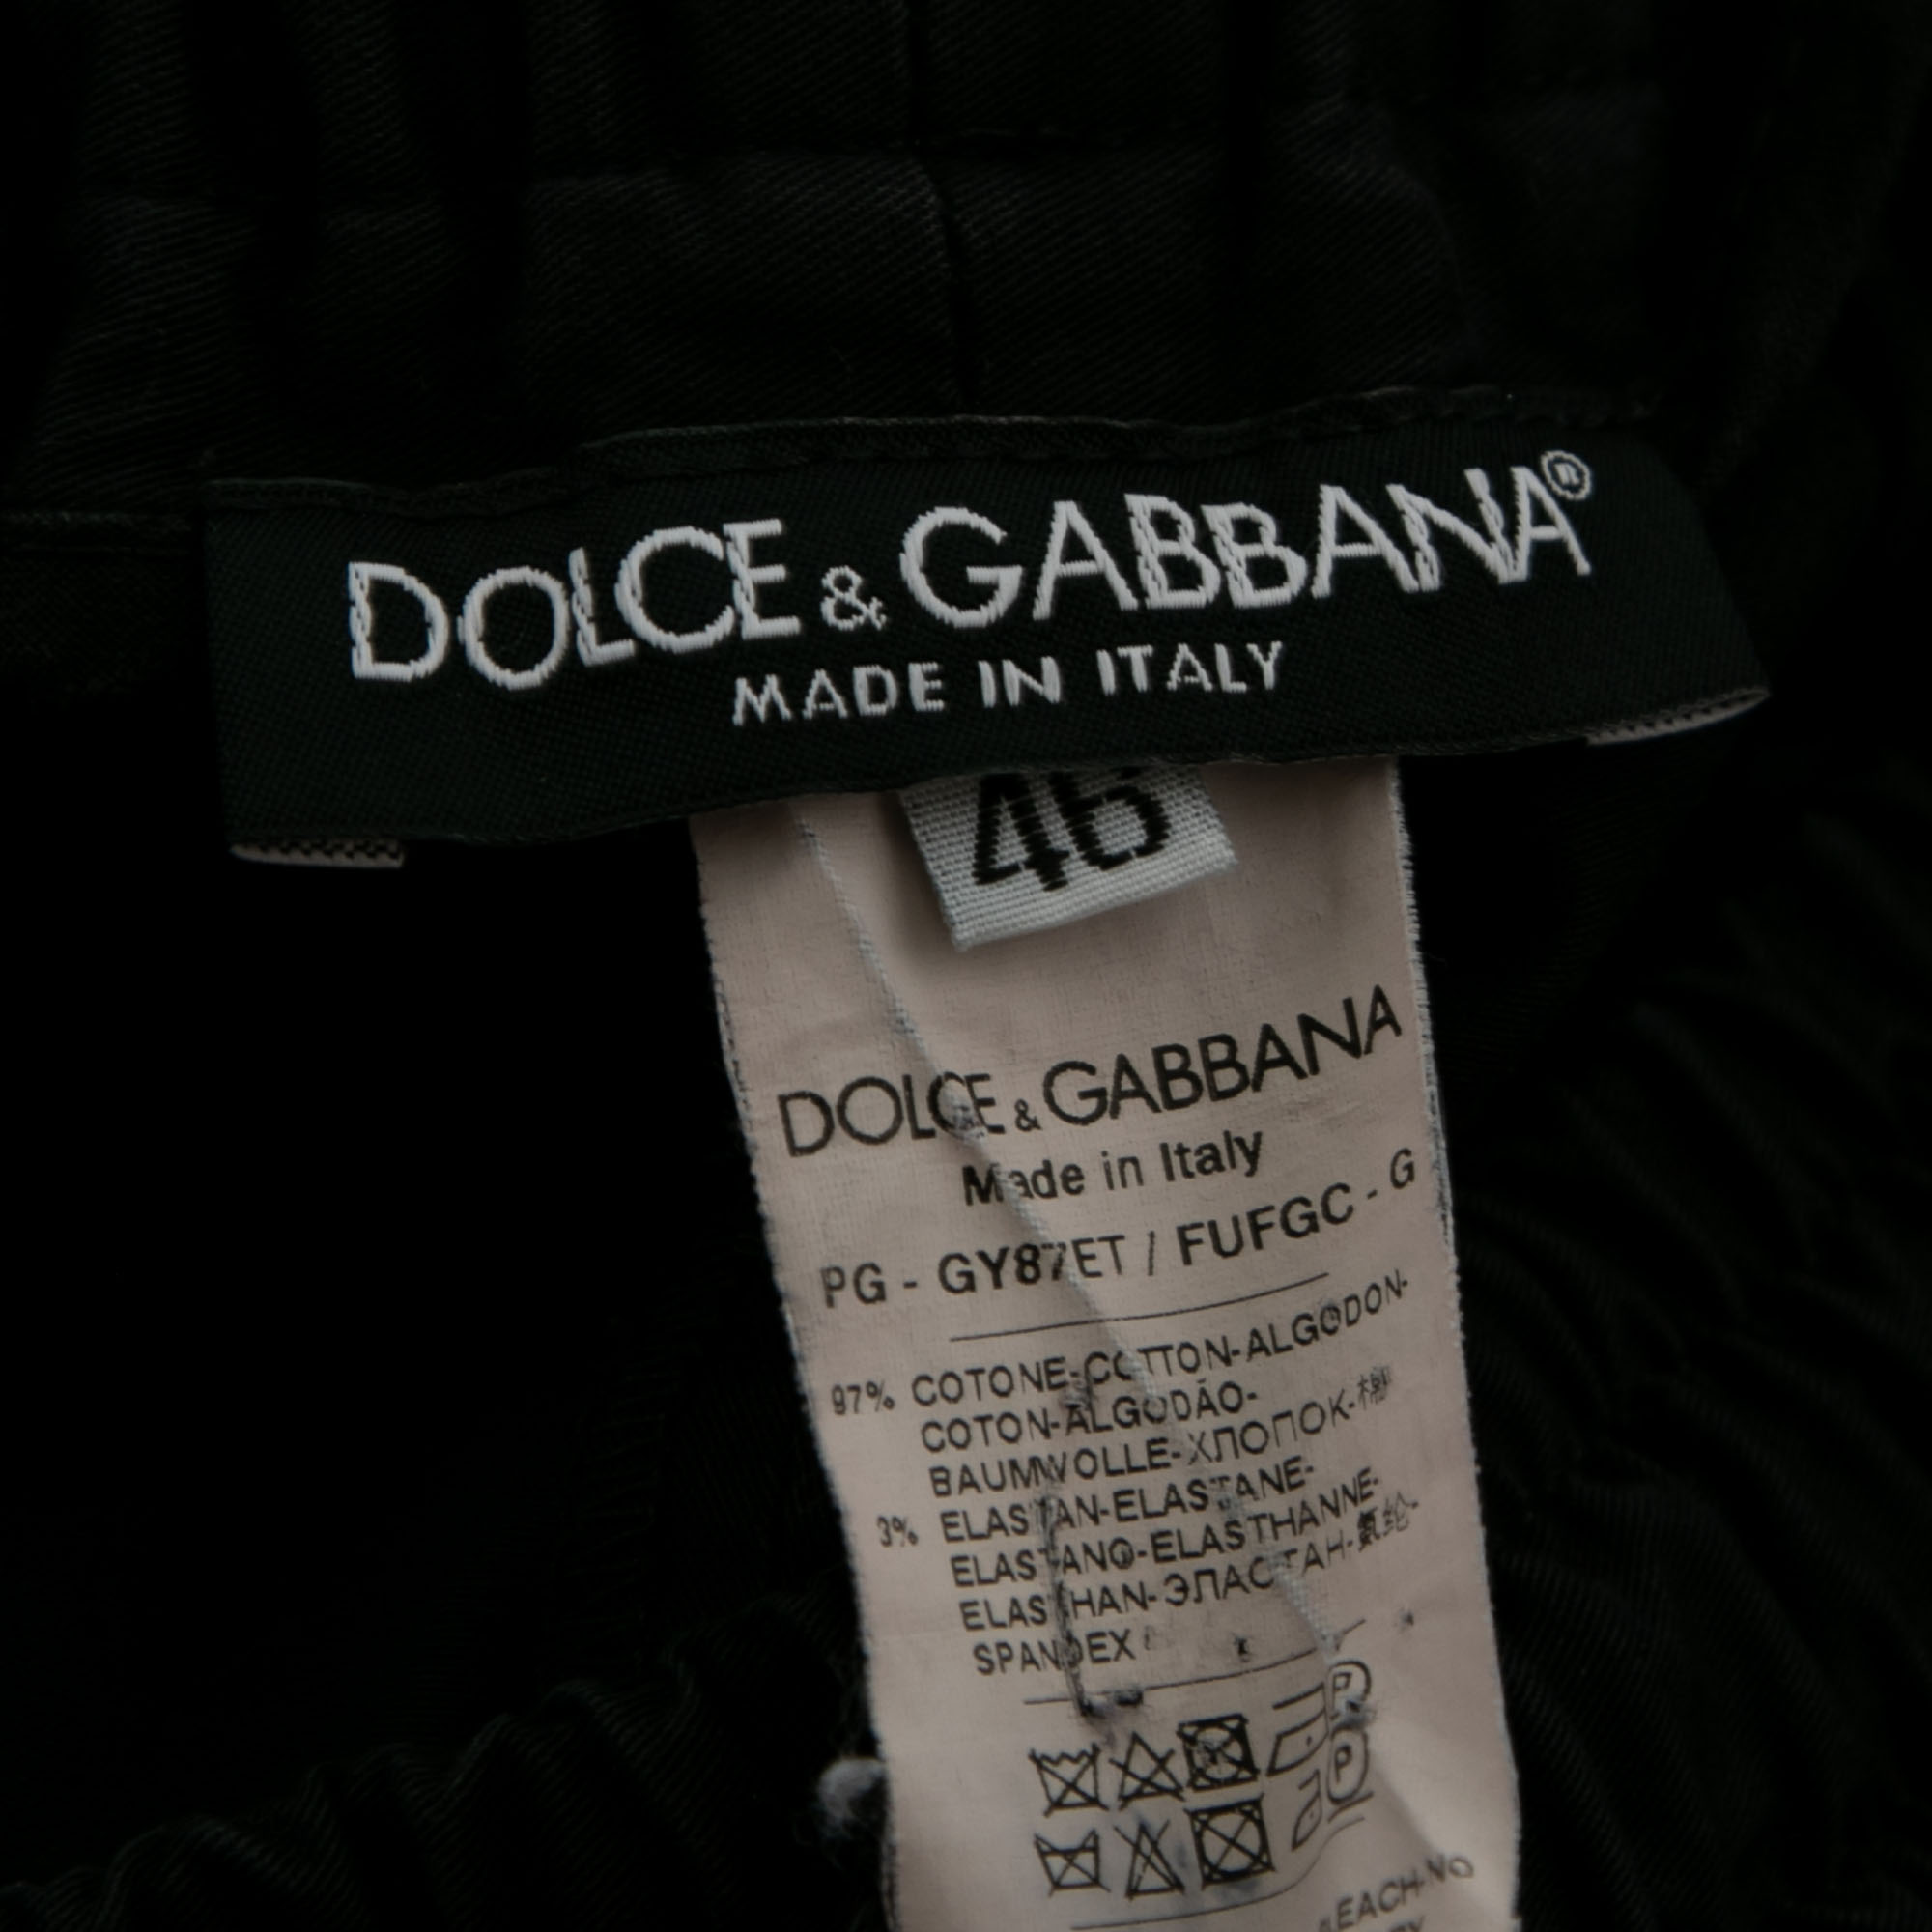 DOLCE & GABBANA®
MADE IN ITALY
46
DOLCE & GABBANA
Made in Italy
PG - GY87ET / FUFGC - G
97% COTONE-COTTON-ALGODON-
COTON-ALGODÃO-
BAUMWOLLE-ХЛОПОК-棉
3% ELASTAN-ELASTANE-
ELASTANO-ELASTHANNE-
ELASTHAN-ЭЛАСТАН-氨纶-
SPANDEX
P
P